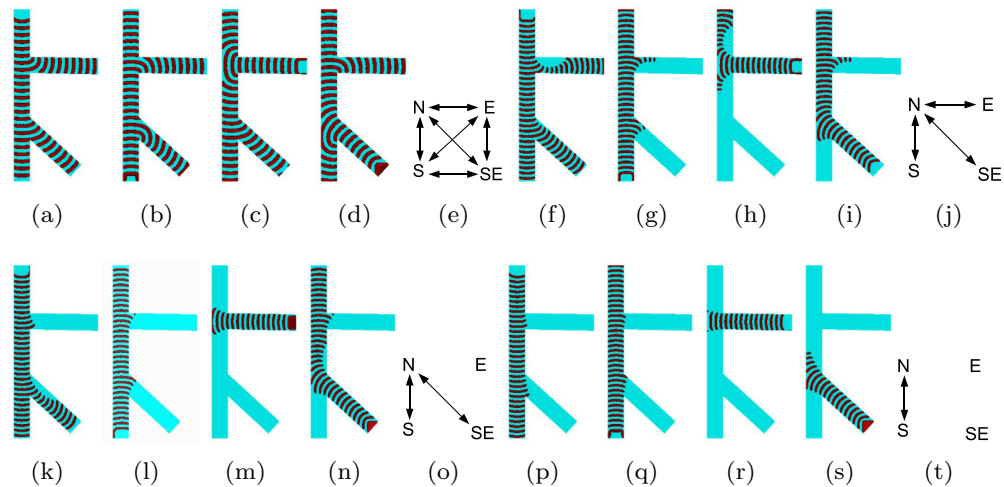 N E
S SE
(a) (b) (c) (d) (e) (f) (g) (h) (i) (j)
N E
S SE
N E
S SE
(k) (l) (m) (n) (o) (p) (q) (r) (s) (t)
N E
S SE